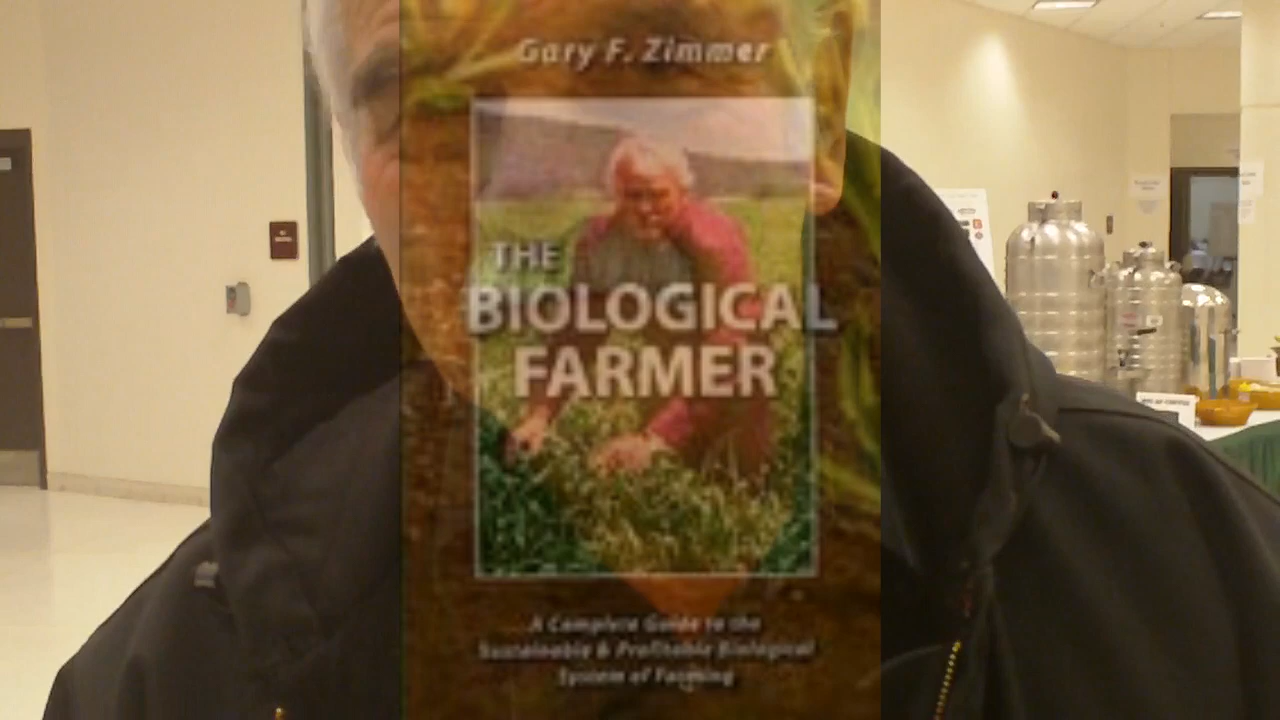 Gary F. Zimmer
THE
BIOLOGICAL
FARMER
A Complete Guide to the
Sustainable & Profitable Biological
System of Farming